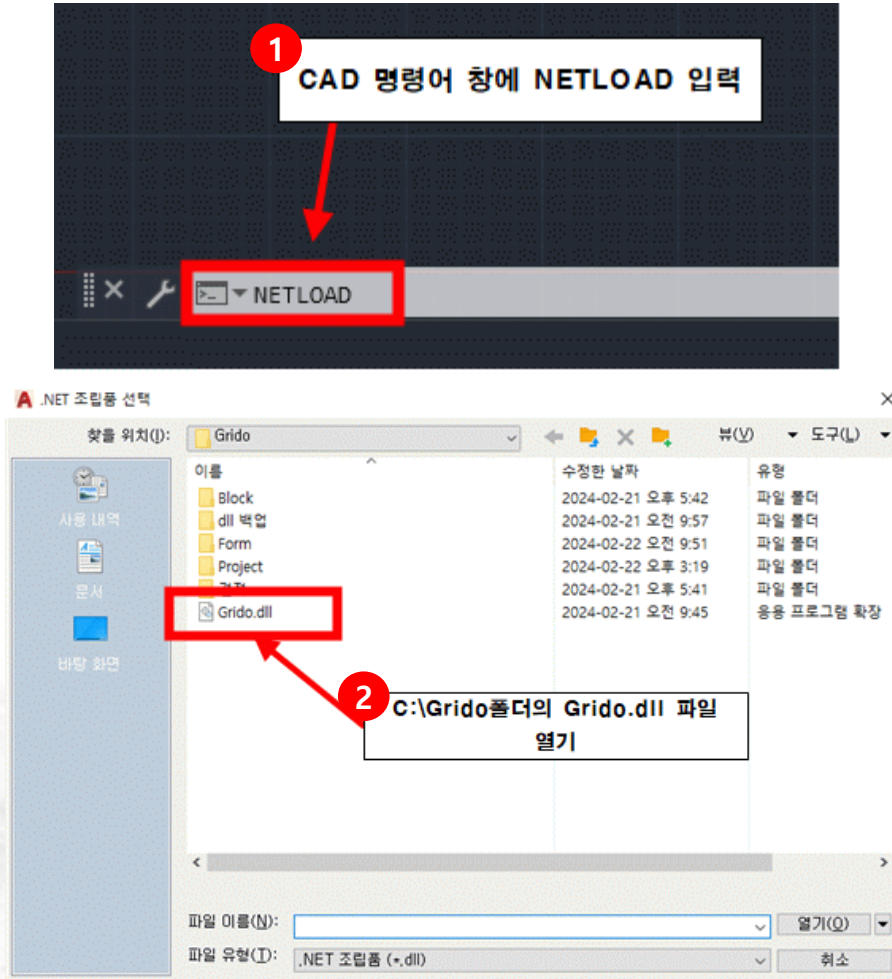 1
CAD 명령어 창에 NETLOAD 입력
NETLOAD
.NET 조립품 선택
찾을 위치(I): Grido 뷰(V) 도구(L)
이름 수정한 날짜 유형
Block 2024-02-21 오후 5:42 파일 폴더
dll 백업 2024-02-21 오전 9:57 파일 폴더
Form 2024-02-22 오전 9:51 파일 폴더
Project 2024-02-22 오후 3:19 파일 폴더
2024-02-21 오후 5:41 파일 폴더
Grido.dll 2024-02-21 오전 9:45 응용 프로그램 확장
사용 내역
문서
바탕 화면
2
C:\Grido폴더의 Grido.dll 파일
열기
파일 이름(N): 열기(O)
파일 유형(T): .NET 조립품 (*.dll) 취소